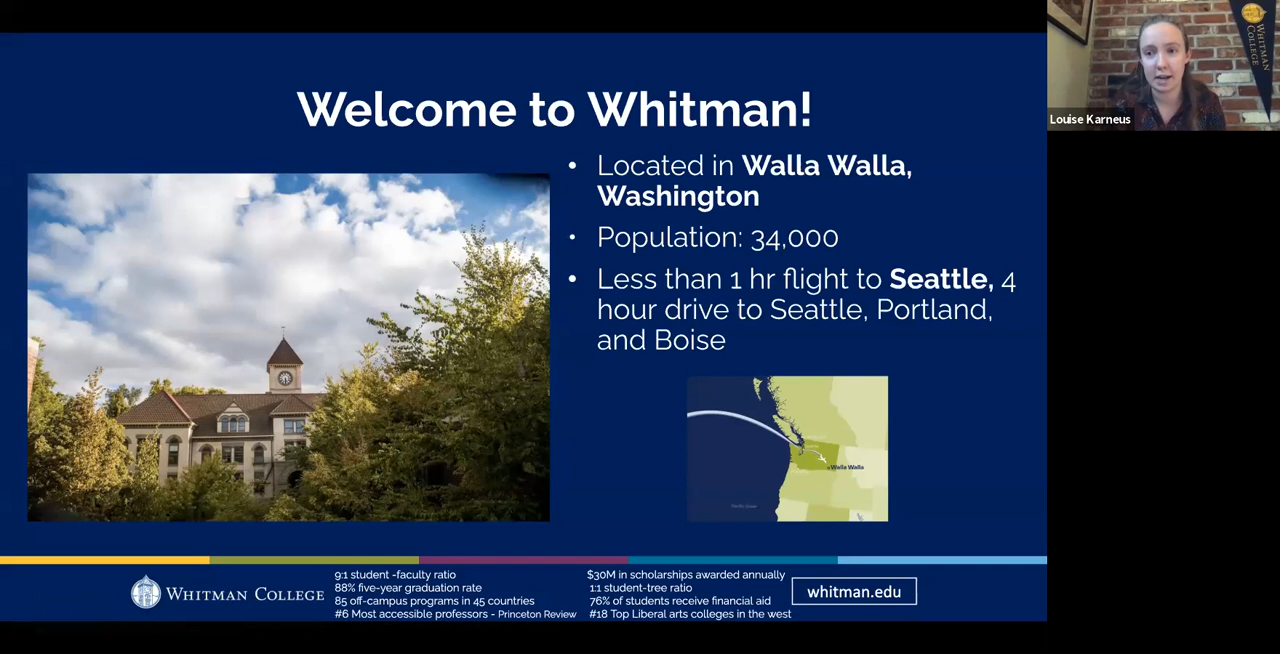 Welcome to Whitman!
• Located in Walla Walla,
Washington
• Population: 34,000
• Less than 1 hr flight to Seattle, 4
hour drive to Seattle, Portland,
and Boise
Walla Walla
WHITMAN COLLEGE
9:1 student -faculty ratio
88% five-year graduation rate
85 off-campus programs in 45 countries
#6 Most accessible professors - Princeton Review
$30M in scholarships awarded annually
1:1 student-tree ratio
76% of students receive financial aid
#18 Top Liberal arts colleges in the west
whitman.edu
WHITMAN
COLLEGE
Louise Karneus